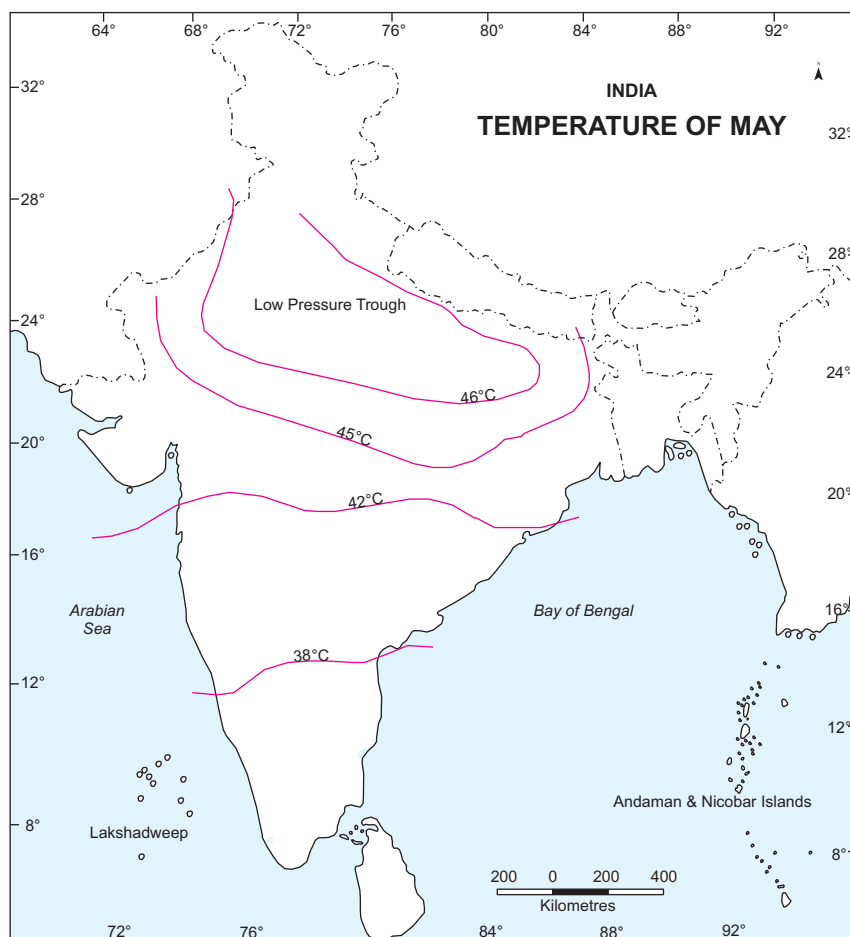 64° 68° 72° 76° 80° 84° 88° 92°
N
INDIA
TEMPERATURE OF MAY
32°
32°
28°
28°
Low Pressure Trough
24°
24°
46°C
45°C
20°
20°
42°C
16°
Arabian
Sea
Bay of Bengal
16°
38°C
12°
12°
Andaman & Nicobar Islands
8°
Lakshadweep
8°
200 0 200 400
Kilometres
72° 76° 84° 88° 92°